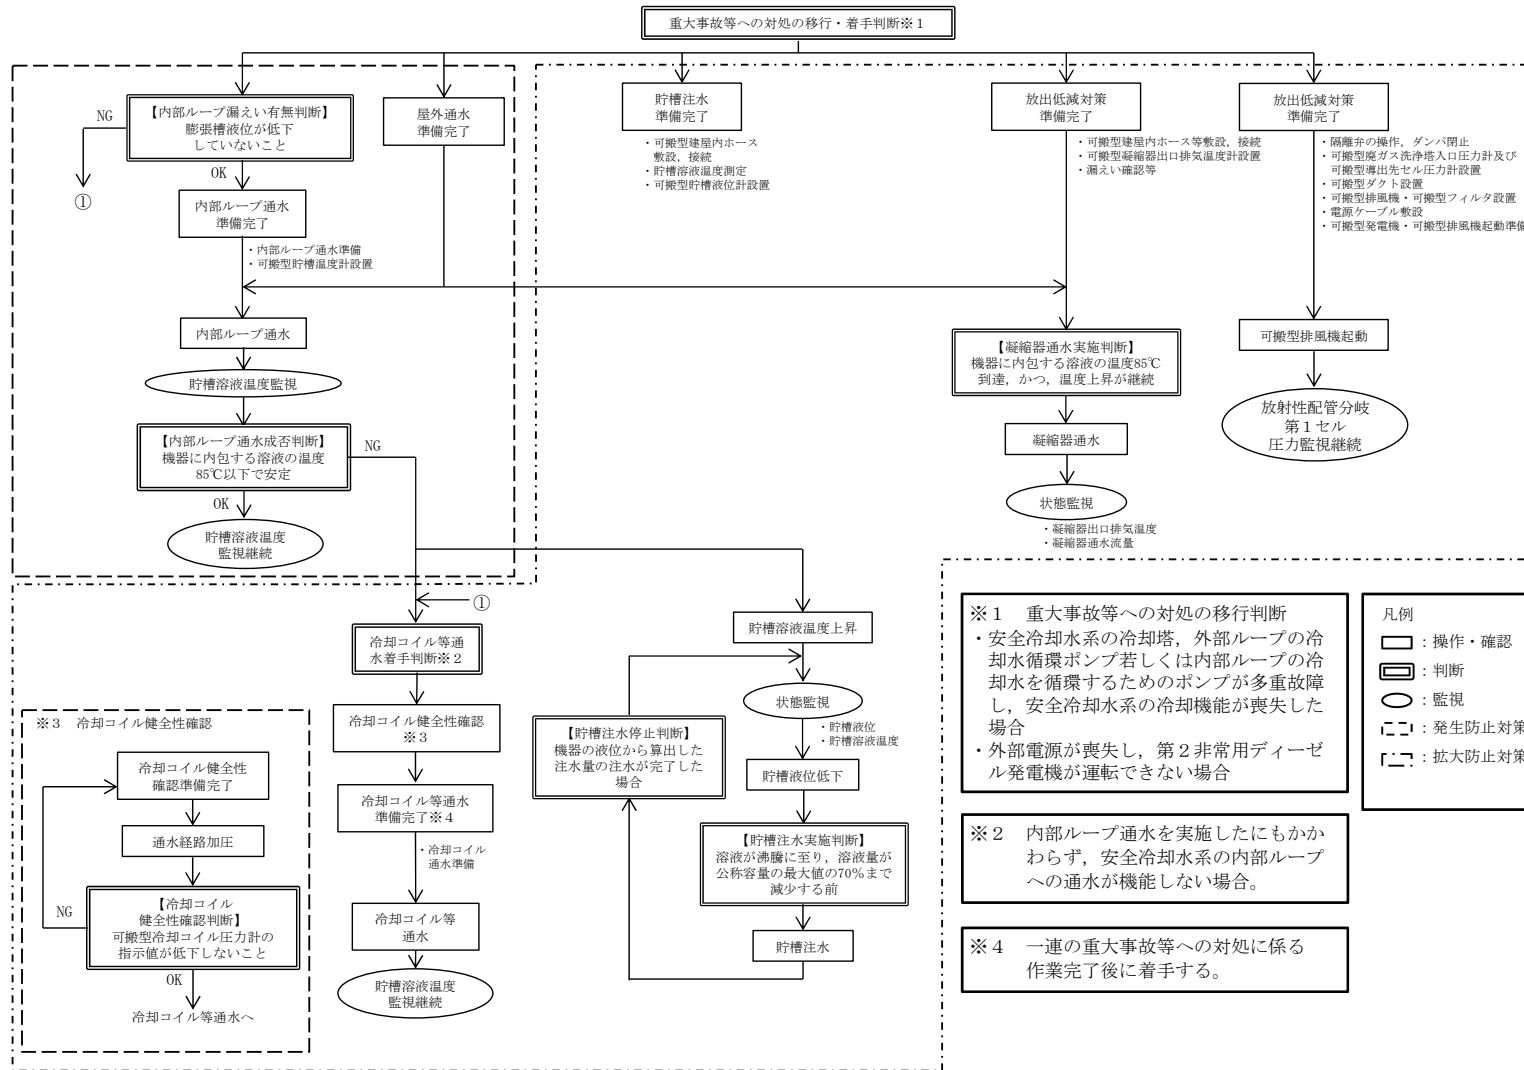 重大事故等への対処の移行・着手判断※１
NG
【内部ループ漏えい有無判断】
膨張槽液位が低下
していないこと
OK
①
屋外通水
準備完了
内部ループ通水
準備完了
・内部ループ通水準備
・可搬型貯槽温度計設置
内部ループ通水
貯槽溶液温度監視
【内部ループ通水成否判断】
機器に内包する溶液の温度
85℃以下で安定
NG
OK
貯槽溶液温度
監視継続
貯槽注水
準備完了
・可搬型建屋内ホース
敷設，接続
・貯槽溶液温度測定
・可搬型貯槽液位計設置
放出低減対策
準備完了
・可搬型建屋内ホース等敷設，接続
・可搬型凝縮器出口排気温度計設置
・漏えい確認等
【凝縮器通水実施判断】
機器に内包する溶液の温度85℃
到達，かつ，温度上昇が継続
凝縮器通水
状態監視
・凝縮器出口排気温度
・凝縮器通水流量
放出低減対策
準備完了
・隔離弁の操作，ダンパ閉止
・可搬型廃ガス洗浄塔入口圧力計及び
可搬型導出先セル圧力計設置
・可搬型ダクト設置
・可搬型排風機・可搬型フィルタ設置
・電源ケーブル敷設
・可搬型発電機・可搬型排風機起動準備
可搬型排風機起動
放射性配管分岐
第１セル
圧力監視継続
①
冷却コイル等通
水着手判断※２
冷却コイル健全性確認
※３
冷却コイル等通水
準備完了※４
・冷却コイル
通水準備
冷却コイル等
通水
貯槽溶液温度
監視継続
※３　冷却コイル健全性確認
冷却コイル健全性
確認準備完了
通水経路加圧
NG
【冷却コイル
健全性確認判断】
可搬型冷却コイル圧力計の
指示値が低下しないこと
OK
冷却コイル等通水へ
貯槽溶液温度上昇
状態監視
・貯槽液位
・貯槽溶液温度
【貯槽注水停止判断】
機器の液位から算出した
注水量の注水が完了した
場合
貯槽液位低下
【貯槽注水実施判断】
溶液が沸騰に至り，溶液量が
公称容量の最大値の70％まで
減少する前
貯槽注水
※１　重大事故等への対処の移行判断
・安全冷却水系の冷却塔，外部ループの冷
却水循環ポンプ若しくは内部ループの冷
却水を循環するためのポンプが多重故障
し，安全冷却水系の冷却機能が喪失した
場合
・外部電源が喪失し，第２非常用ディーゼ
ル発電機が運転できない場合
※２　内部ループ通水を実施したにもかか
わらず，安全冷却水系の内部ループ
への通水が機能しない場合。
※４　一連の重大事故等への対処に係る
作業完了後に着手する。
凡例
：操作・確認
：判断
：監視
：発生防止対策
：拡大防止対策